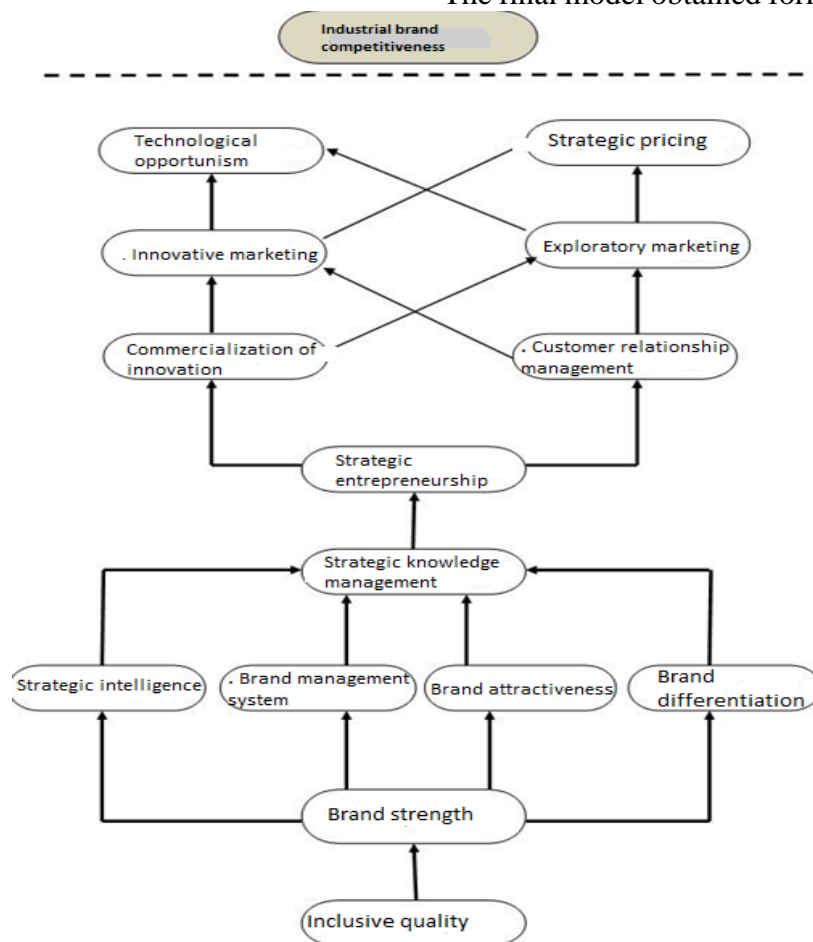 The final model obtained for
Industrial brand
competitiveness
Technological
opportunism
Strategic pricing
. Innovative marketing
Exploratory marketing
Commercialization of
innovation
. Customer relationship
management
Strategic
entrepreneurship
Strategic knowledge
management
Strategic intelligence
. Brand management
system
Brand attractiveness
Brand
differentiation
Brand strength
Inclusive quality